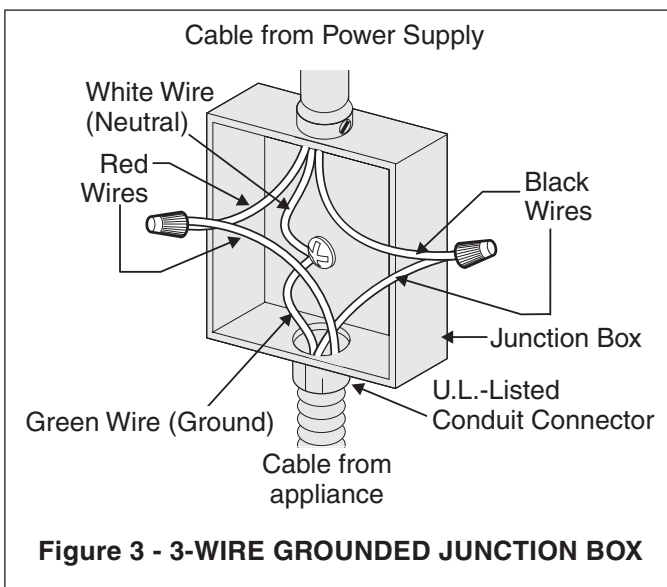 Cable from Power Supply
White Wire
(Neutral)
Red
Wires
Black
Wires
Junction Box
U.L.-Listed
Conduit Connector
Green Wire (Ground)
Cable from
appliance
Figure 3 - 3-WIRE GROUNDED JUNCTION BOX